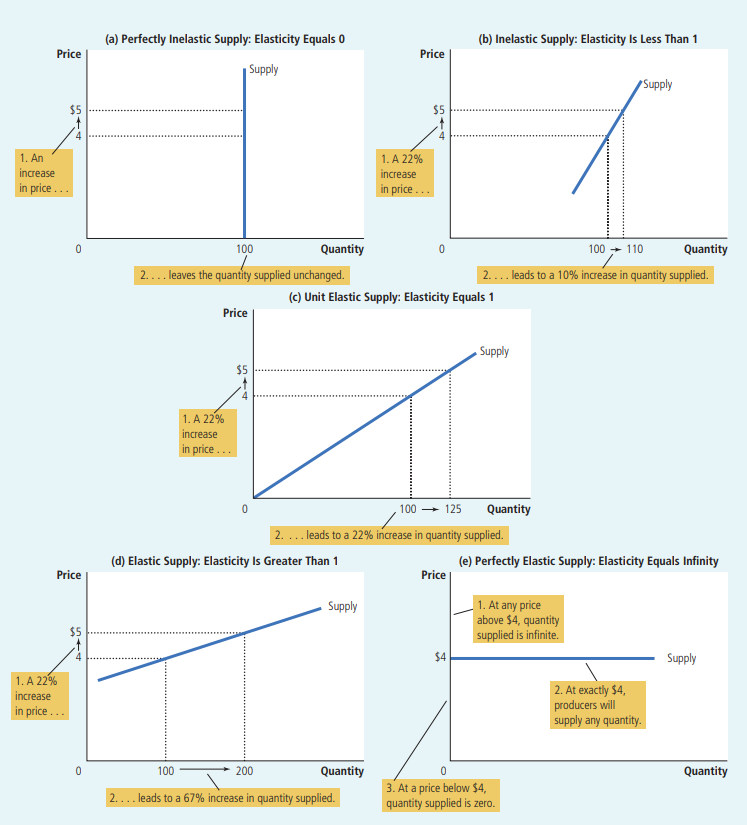 (a) Perfectly Inelastic Supply: Elasticity Equals 0
Price
Supply
$5
4
1. An
increase
in price . . .
0
100
Quantity
2. . . . leaves the quantity supplied unchanged.
(b) Inelastic Supply: Elasticity Is Less Than 1
Price
Supply
$5
4
1. A 22%
increase
in price . . .
0
100
110
Quantity
2. . . . leads to a 10% increase in quantity supplied.
(c) Unit Elastic Supply: Elasticity Equals 1
Price
Supply
$5
4
1. A 22%
increase
in price . . .
0
100
125
Quantity
2. . . . leads to a 22% increase in quantity supplied.
(d) Elastic Supply: Elasticity Is Greater Than 1
Price
Supply
$5
4
1. A 22%
increase
in price . . .
0
100
200
Quantity
2. . . . leads to a 67% increase in quantity supplied.
(e) Perfectly Elastic Supply: Elasticity Equals Infinity
Price
1. At any price
above $4, quantity
supplied is infinite.
$4
Supply
2. At exactly $4,
producers will
supply any quantity.
0
Quantity
3. At a price below $4,
quantity supplied is zero.